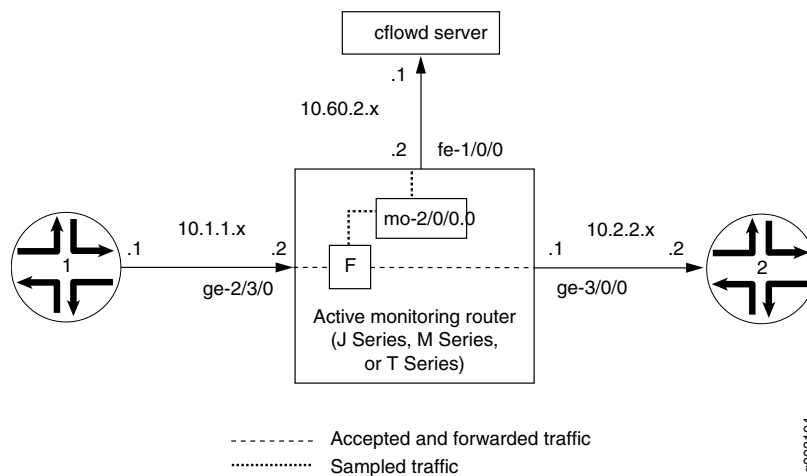 cflowd server
.1
10.60.2.x
.2 fe-1/0/0
mo-2/0/0.0
10.1.1.x
10.2.2.x
.1 .2
.1 .2
1
F
2
ge-2/3/0
ge-3/0/0
Active monitoring router
(J Series, M Series,
or T Series)
Accepted and forwarded traffic
Sampled traffic